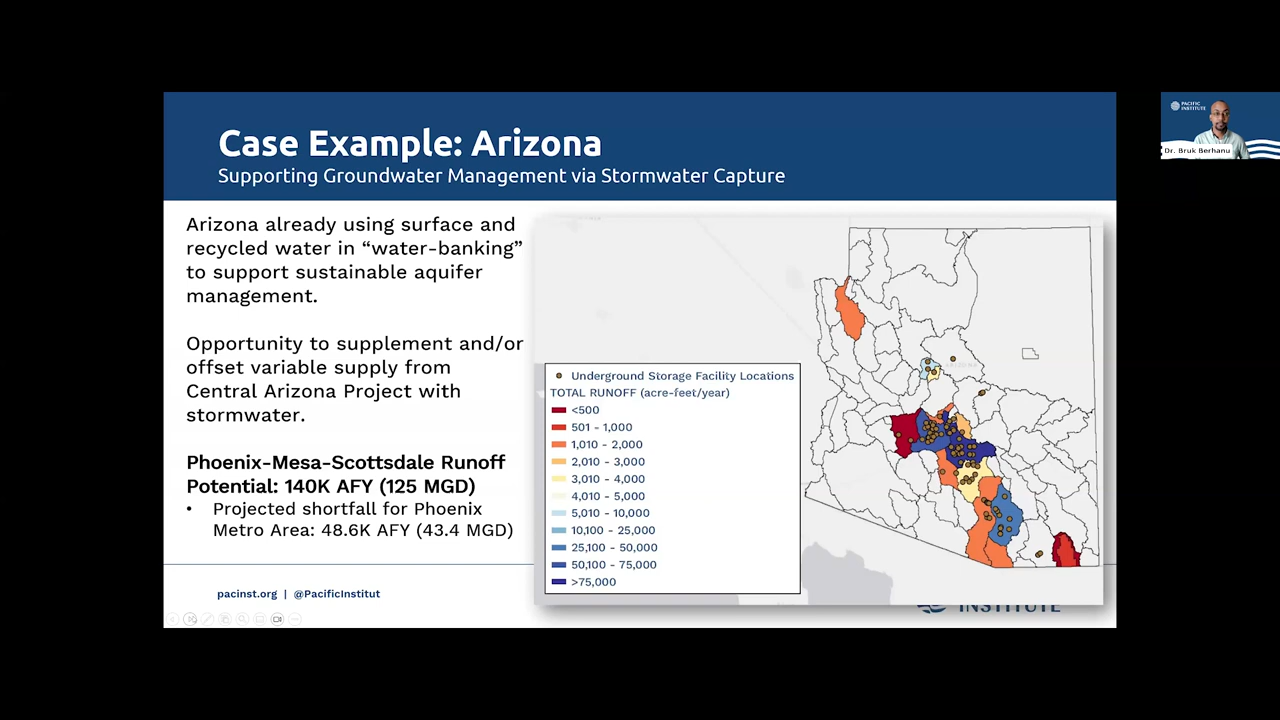 Case Example: Arizona
Supporting Groundwater Management via Stormwater Capture
Arizona already using surface and
recycled water in “water-banking”
to support sustainable aquifer
management.
Opportunity to supplement and/or
offset variable supply from
Central Arizona Project with
stormwater.
Phoenix-Mesa-Scottsdale Runoff
Potential: 140K AFY (125 MGD)
• Projected shortfall for Phoenix
Metro Area: 48.6K AFY (43.4 MGD)
pacinst.org | @PacificInstitut
Underground Storage Facility Locations
TOTAL RUNOFF (acre-feet/year)
<500
501 - 1,000
1,010 - 2,000
2,010 - 3,000
3,010 - 4,000
4,010 - 5,000
5,010 - 10,000
10,100 - 25,000
25,100 - 50,000
50,100 - 75,000
>75,000
ARIZONA
INSTITUTE
PACIFIC
INSTITUTE
Dr. Bruk Berhanu